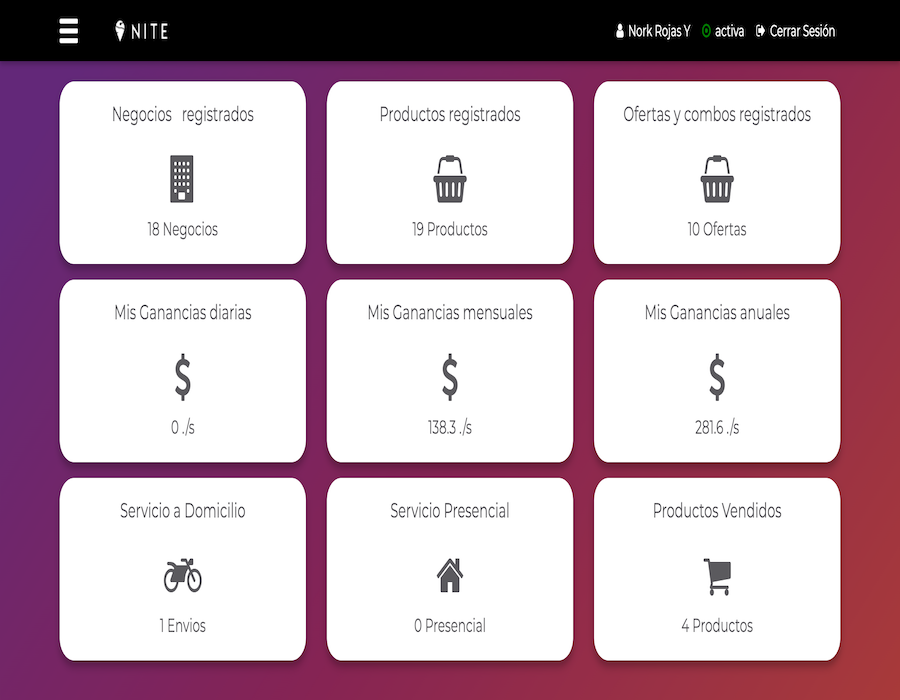 NITE
Nork Rojas Y
activa
Cerrar Sesión
Negocios registrados
18 Negocios
Productos registrados
19 Productos
Ofertas y combos registrados
10 Ofertas
Mis Ganancias diarias
$
0 ./s
Mis Ganancias mensuales
$
138.3 ./s
Mis Ganancias anuales
$
281.6 ./s
Servicio a Domicilio
1 Envios
Servicio Presencial
0 Presencial
Productos Vendidos
4 Productos